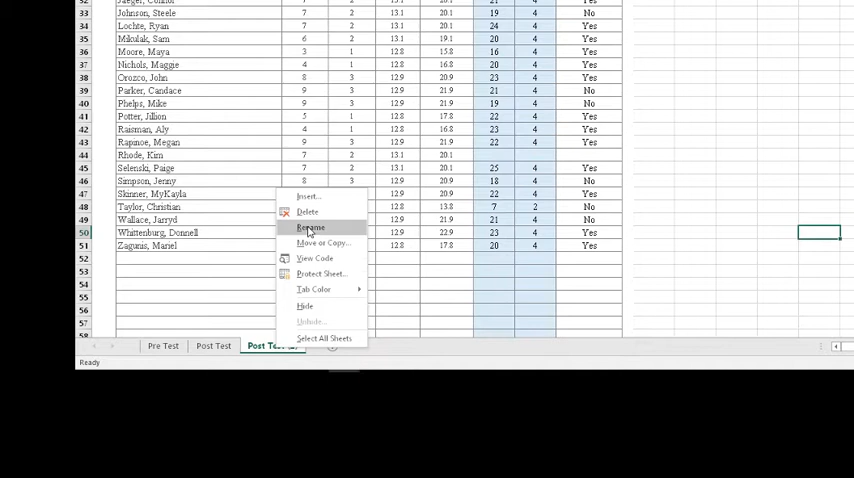 32 Jaeger, Connor 7 2 13.1 20.1 21 4 Yes
33 Johnson, Steele 7 2 13.1 20.1 19 4 No
34 Lochte, Ryan 7 2 13.1 20.1 24 4 Yes
35 Mikulak, Sam 6 2 13.1 19.1 20 4 Yes
36 Moore, Maya 3 1 12.8 15.8 16 4 Yes
37 Nichols, Maggie 4 1 12.8 16.8 20 4 Yes
38 Orozco, John 8 3 12.9 20.9 23 4 Yes
39 Parker, Candace 9 3 12.9 21.9 21 4 No
40 Phelps, Mike 9 3 12.9 21.9 19 4 No
41 Potter, Jillion 5 1 12.8 17.8 22 4 Yes
42 Raisman, Aly 4 1 12.8 16.8 23 4 Yes
43 Rapinoe, Megan 9 3 12.9 21.9 22 4 Yes
44 Rhode, Kim 7 2 13.1 20.1
45 Selenski, Paige 7 2 13.1 20.1 25 4 Yes
46 Simpson, Jenny 8 3 12.9 20.9 18 4 No
47 Skinner, MyKayla 12.9 20.9 22 4 Yes
48 Taylor, Christian 12.8 13.8 7 2 No
49 Wallace, Jarryd 12.9 21.9 21 4 No
50 Whittenburg, Donnell 12.9 22.9 23 4 Yes
51 Zagunis, Mariel 12.8 17.8 20 4 Yes
52
53
54
55
56
57
58
Insert...
Delete
Rename
Move or Copy...
View Code
Protect Sheet...
Tab Color
Hide
Unhide...
Select All Sheets
Pre Test Post Test Post Test (2)
Ready